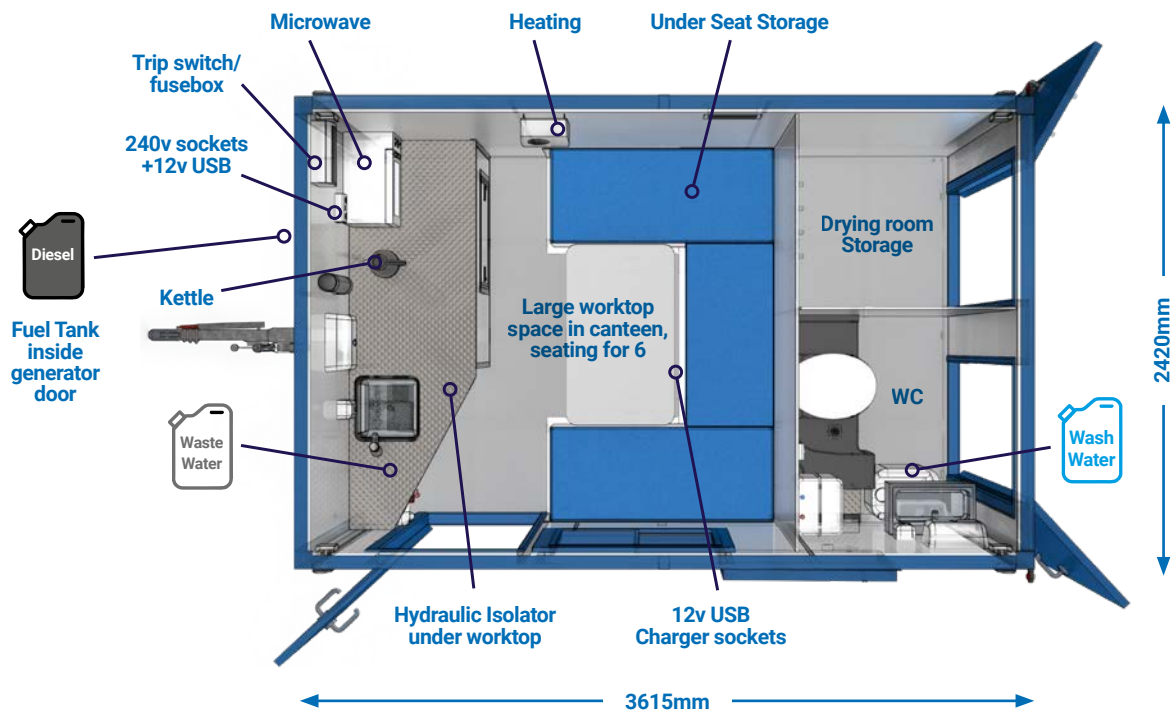 Microwave
Heating
Under Seat Storage
Trip switch/
fusebox
240v sockets
+12v USB
Diesel
Fuel Tank
inside
generator
door
Kettle
Waste
Water
Large worktop
space in canteen,
seating for 6
Drying room
Storage
WC
Wash
Water
2420mm
Hydraulic Isolator
under worktop
12v USB
Charger sockets
3615mm